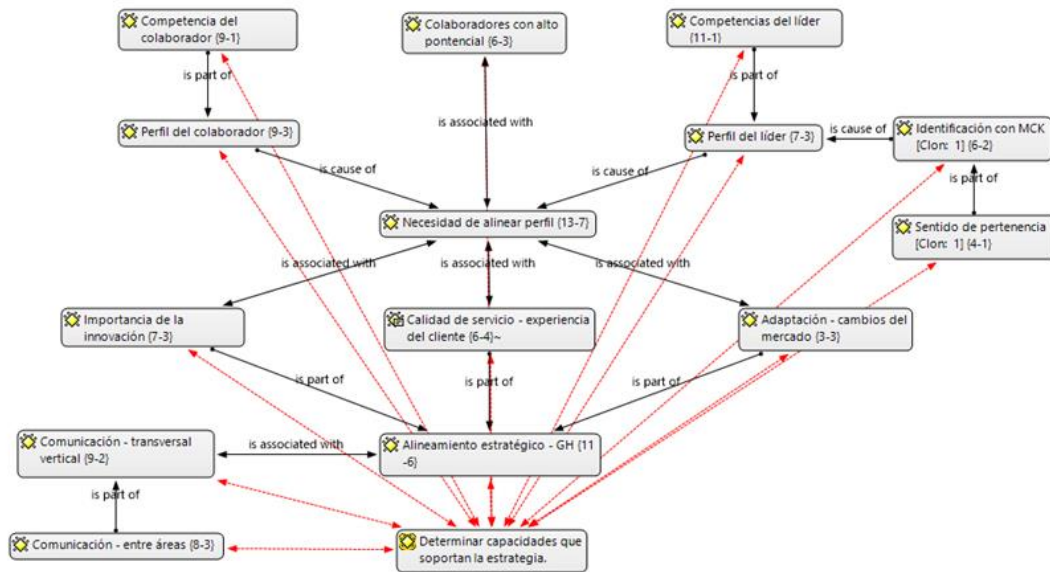 Competencia del
colaborador {9-1}
Colaboradores con alto
pontencial {6-3}
Competencias del líder
{11-1}
is part of
is part of
is associated with
Perfil del colaborador {9-3}
Perfil del líder {7-3}
is cause of
Identificación con MCK
[Clon: 1] {6-2}
is cause of
is cause of
is part of
Necesidad de alinear perfil {13-7}
Sentido de pertenencia
[Clon: 1] {4-1}
is associated with
is associated with
is associated with
Importancia de la
innovación {7-3}
Calidad de servicio - experiencia
del cliente {6-4}~
Adaptación - cambios del
mercado {3-3}
is part of
is part of
is part of
Comunicación - transversal
vertical {9-2}
is associated with
Alineamiento estratégico - GH {11
-6}
is part of
Comunicación - entre áreas {8-3}
Determinar capacidades que
soportan la estrategia.